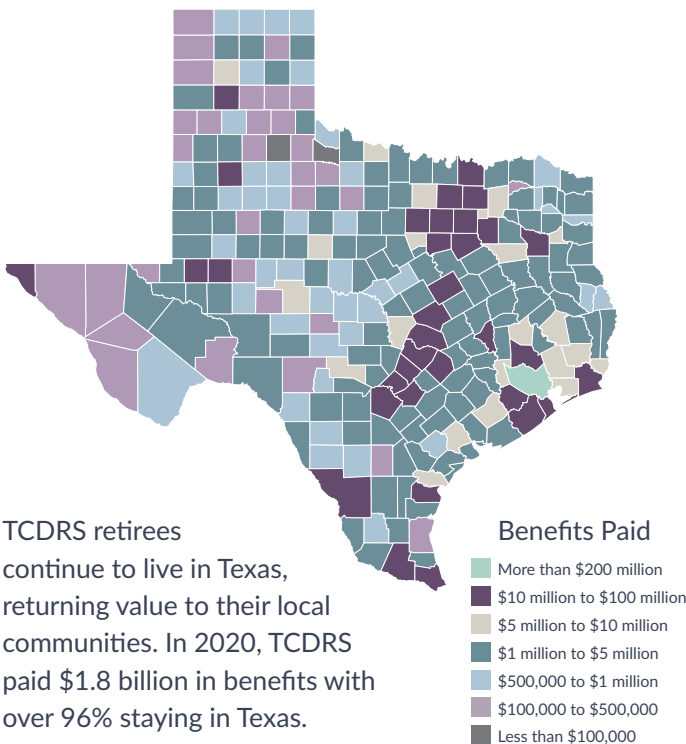 TCDRS retirees
continue to live in Texas,
returning value to their local
communities. In 2020, TCDRS
paid $1.8 billion in benefits with
over 96% staying in Texas.
Benefits Paid
More than $200 million
$10 million to $100 million
$5 million to $10 million
$1 million to $5 million
$500,000 to $1 million
$100,000 to $500,000
Less than $100,000